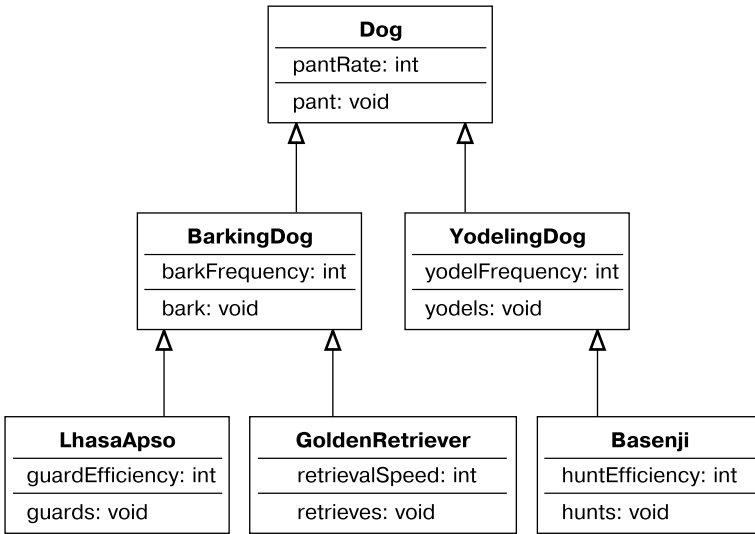 Dog
pantRate: int
pant: void
BarkingDog
barkFrequency: int
bark: void
YodelingDog
yodelFrequency: int
yodels: void
LhasaApso
guardEfficiency: int
guards: void
GoldenRetriever
retrievalSpeed: int
retrieves: void
Basenji
huntEfficiency: int
hunts: void